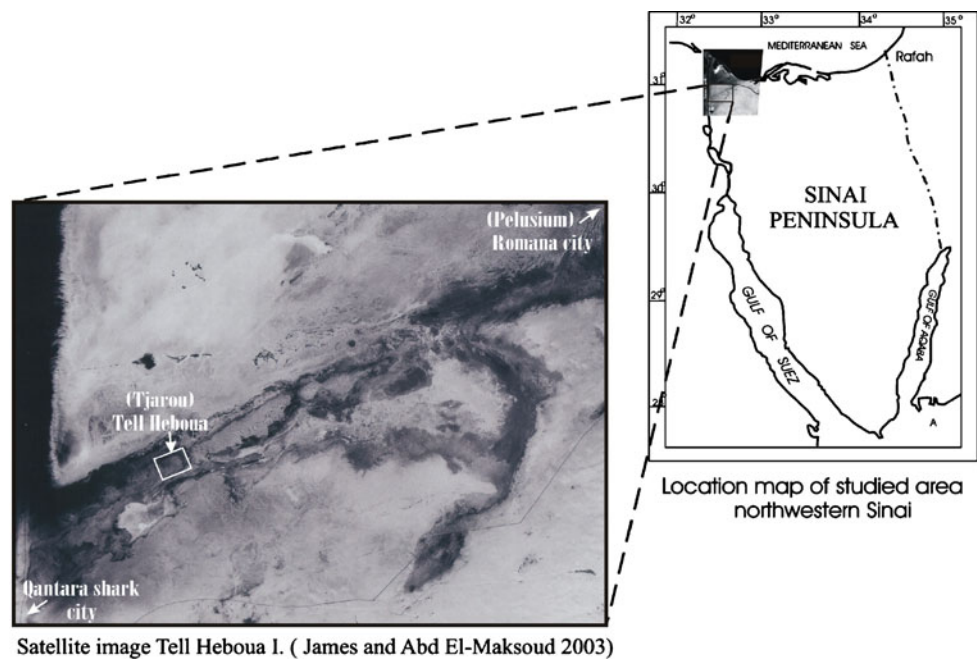 32° 33° 34° 35°
MEDITERRANEAN SEA
Rafah
31°
30
29
SINAI
PENINSULA
GULF OF SUEZ
GULF OF AQABA
A
Location map of studied area
northwestern Sinai
(Pelusium)
Romana city
(Tjarou)
Tell Heboua
Qantara shark
city
Satellite image Tell Heboua I. ( James and Abd El-Maksoud 2003)